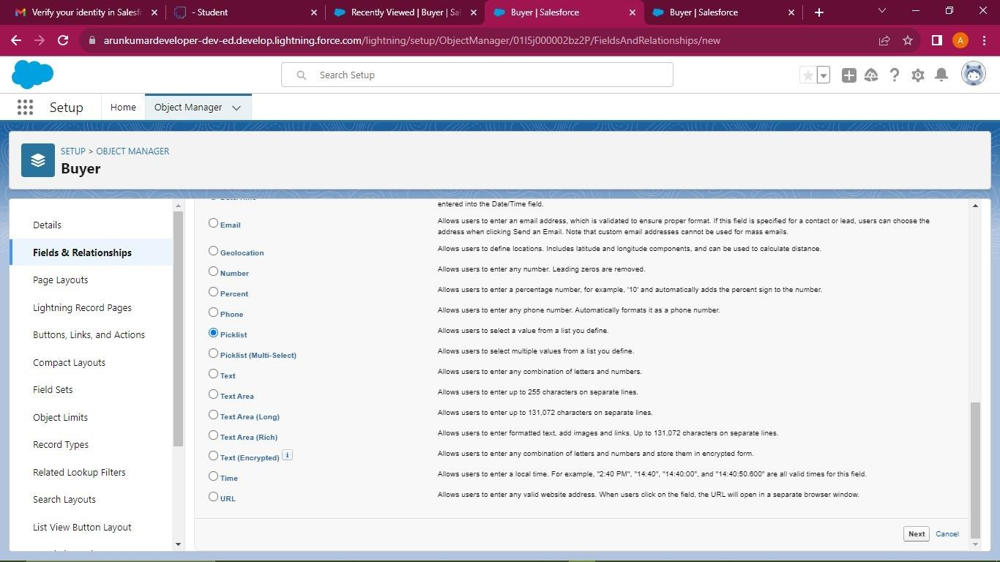 Verify your identity in Salesf
- Student
Recently Viewed | Buyer | Sal
Buyer | Salesforce
Buyer | Salesforce
arunkumardeveloper-dev-ed.develop.lightning.force.com/lightning/setup/ObjectManager/01I5j000002bz2P/FieldsAndRelationships/new
A
Search Setup
Setup
Home
Object Manager
SETUP > OBJECT MANAGER
Buyer
Details
Fields & Relationships
Page Layouts
Lightning Record Pages
Buttons, Links, and Actions
Compact Layouts
Field Sets
Object Limits
Record Types
Related Lookup Filters
Search Layouts
List View Button Layout
entered into the Date/Time field.
Email
Allows users to enter an email address, which is validated to ensure proper format. If this field is specified for a contact or lead, users can choose the
address when clicking Send an Email. Note that custom email addresses cannot be used for mass emails.
Geolocation
Allows users to define locations. Includes latitude and longitude components, and can be used to calculate distance.
Number
Allows users to enter any number. Leading zeros are removed.
Percent
Allows users to enter a percentage number, for example, '10' and automatically adds the percent sign to the number.
Phone
Allows users to enter any phone number. Automatically formats it as a phone number.
Picklist
Allows users to select a value from a list you define.
Picklist (Multi-Select)
Allows users to select multiple values from a list you define.
Text
Allows users to enter any combination of letters and numbers.
Text Area
Allows users to enter up to 255 characters on separate lines.
Text Area (Long)
Allows users to enter up to 131,072 characters on separate lines.
Text Area (Rich)
Allows users to enter formatted text, add images and links. Up to 131,072 characters on separate lines.
Text (Encrypted) i
Allows users to enter any combination of letters and numbers and store them in encrypted form.
Time
Allows users to enter a local time. For example, "2:40 PM", "14:40", "14:40:00", and "14:40:50.600" are all valid times for this field.
URL
Allows users to enter any valid website address. When users click on the field, the URL will open in a separate browser window.
Next
Cancel